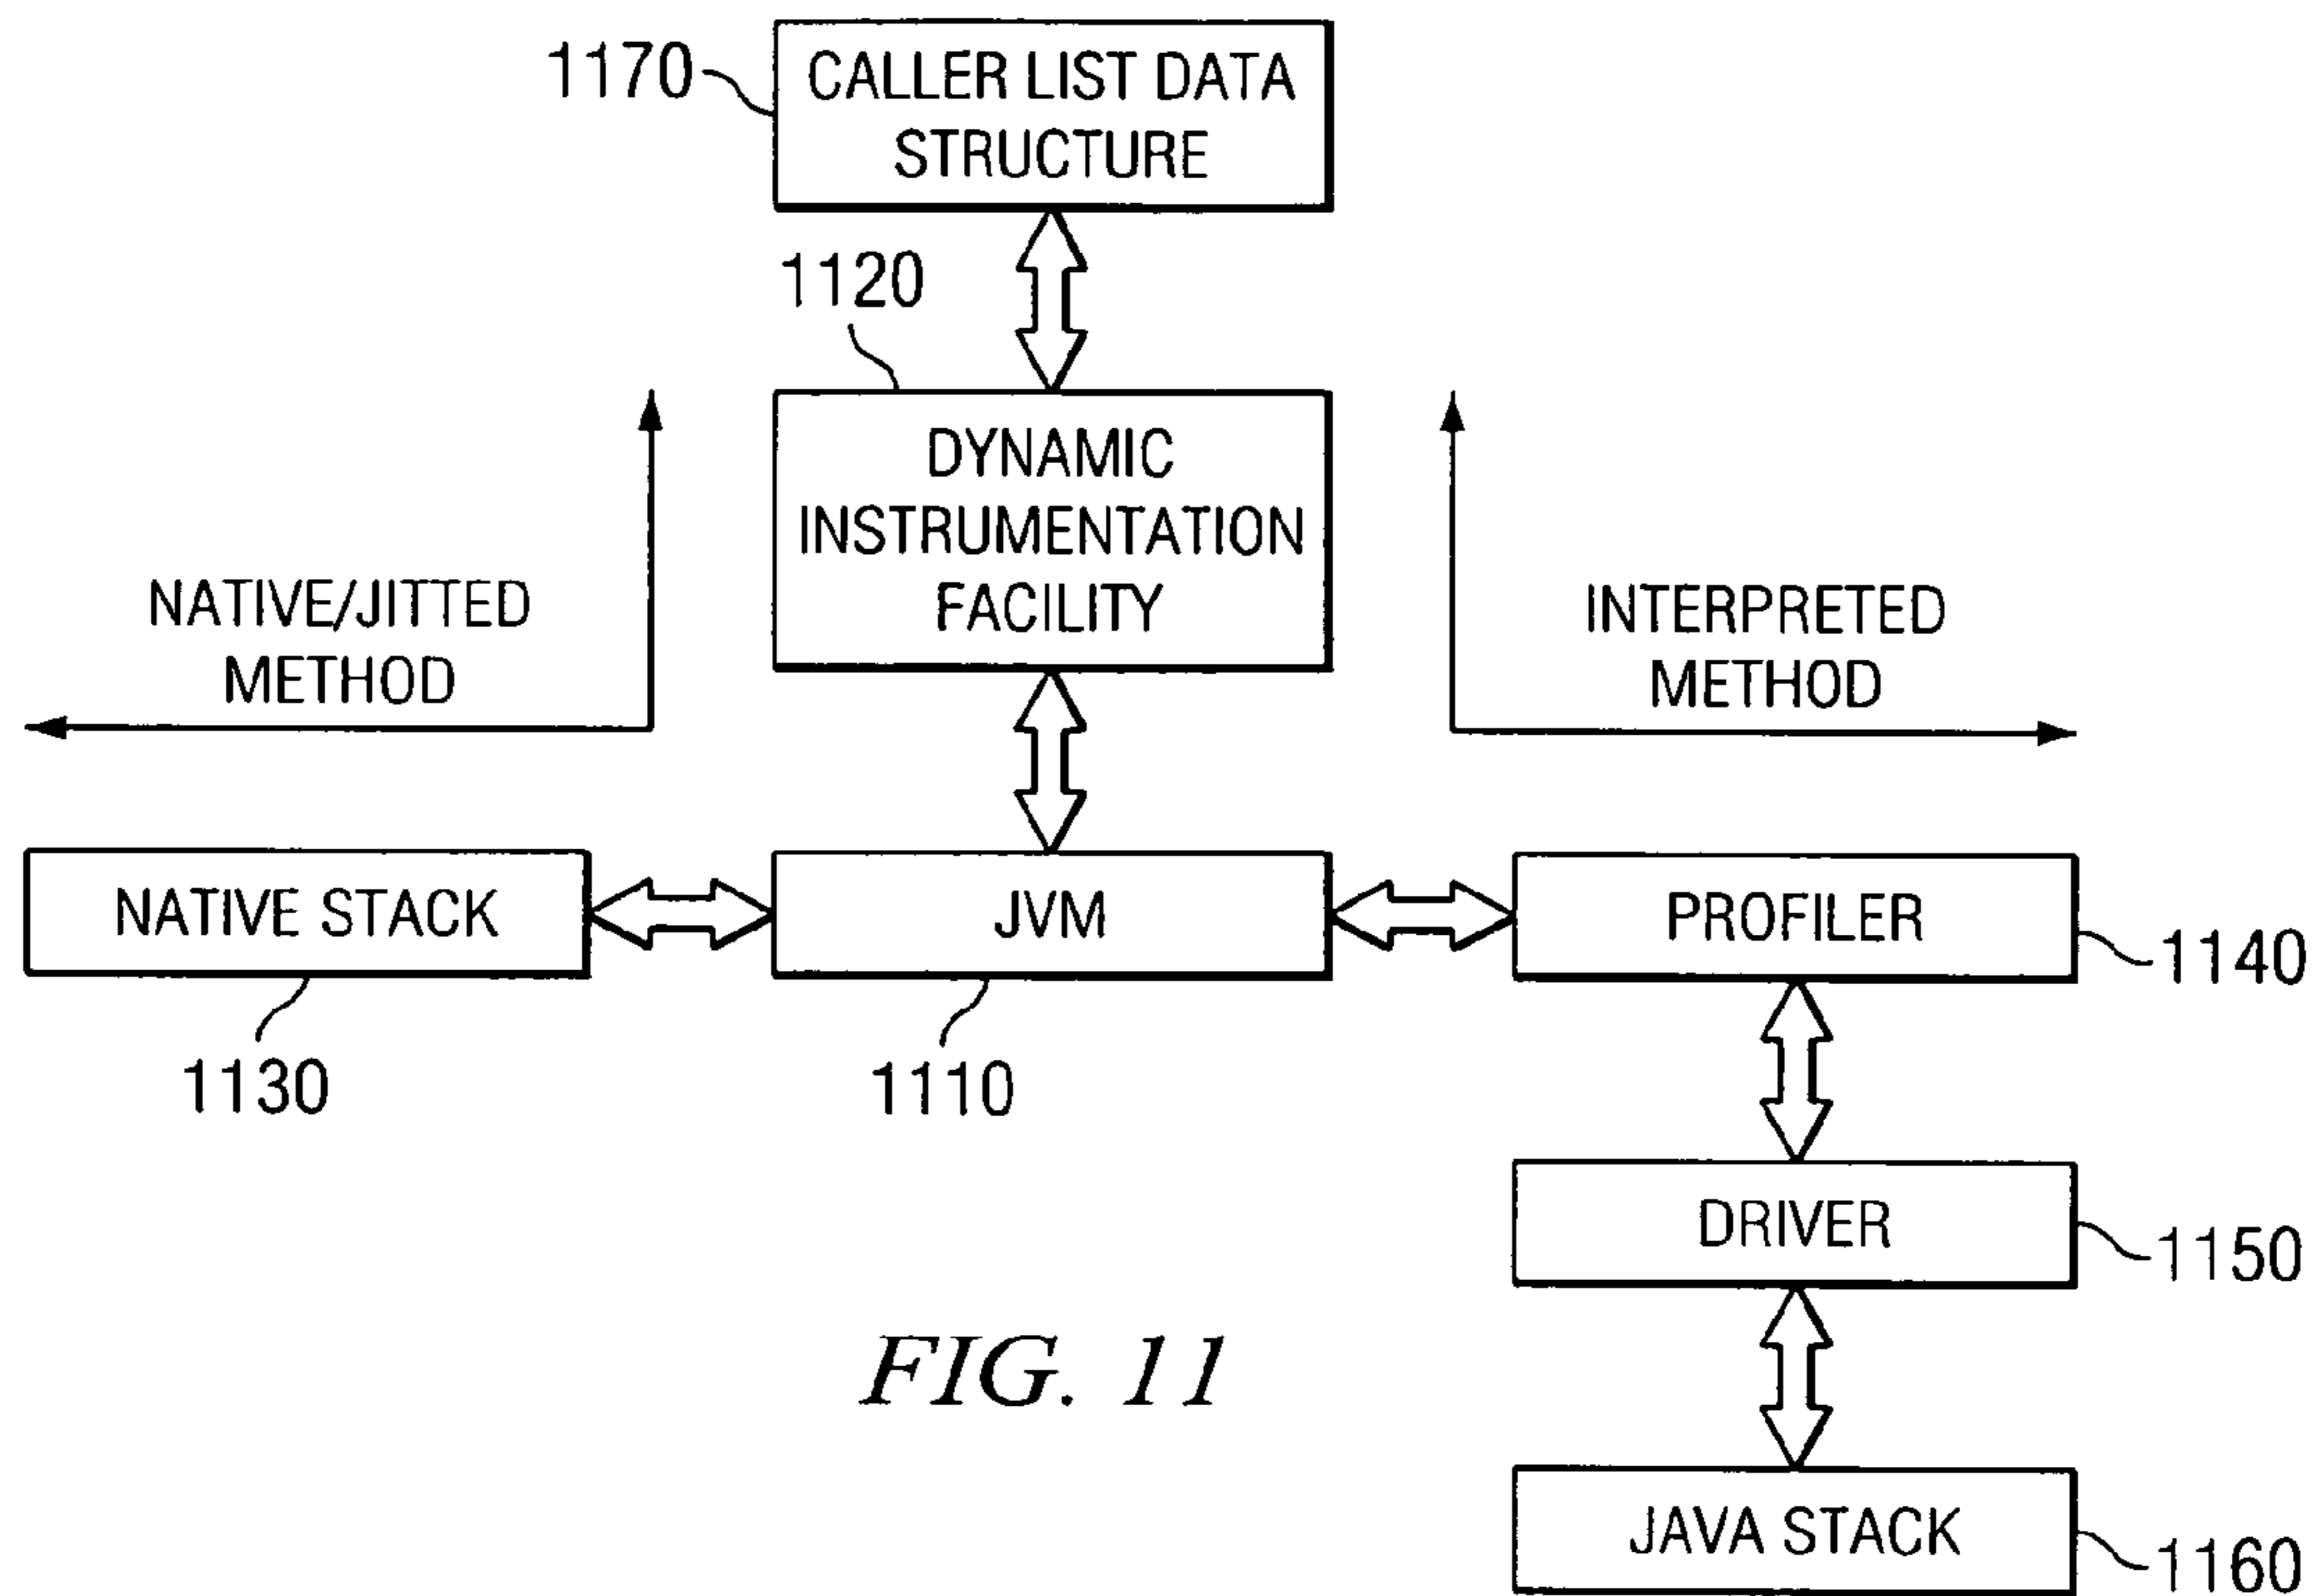 1170
CALLER LIST DATA
STRUCTURE
1120
DYNAMIC
INSTRUMENTATION
FACILITY
NATIVE/JITTED
METHOD
INTERPRETED
METHOD
NATIVE STACK
JVM
PROFILER
1130
1110
1140
DRIVER
1150
FIG. 11
JAVA STACK
1160